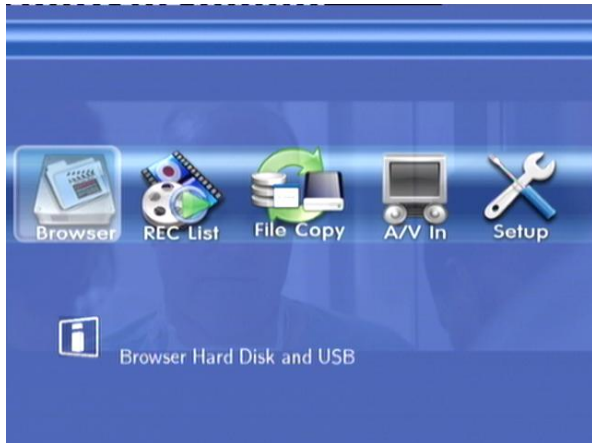 Browser
REC List
File Copy
A/V In
Setup
Browser Hard Disk and USB